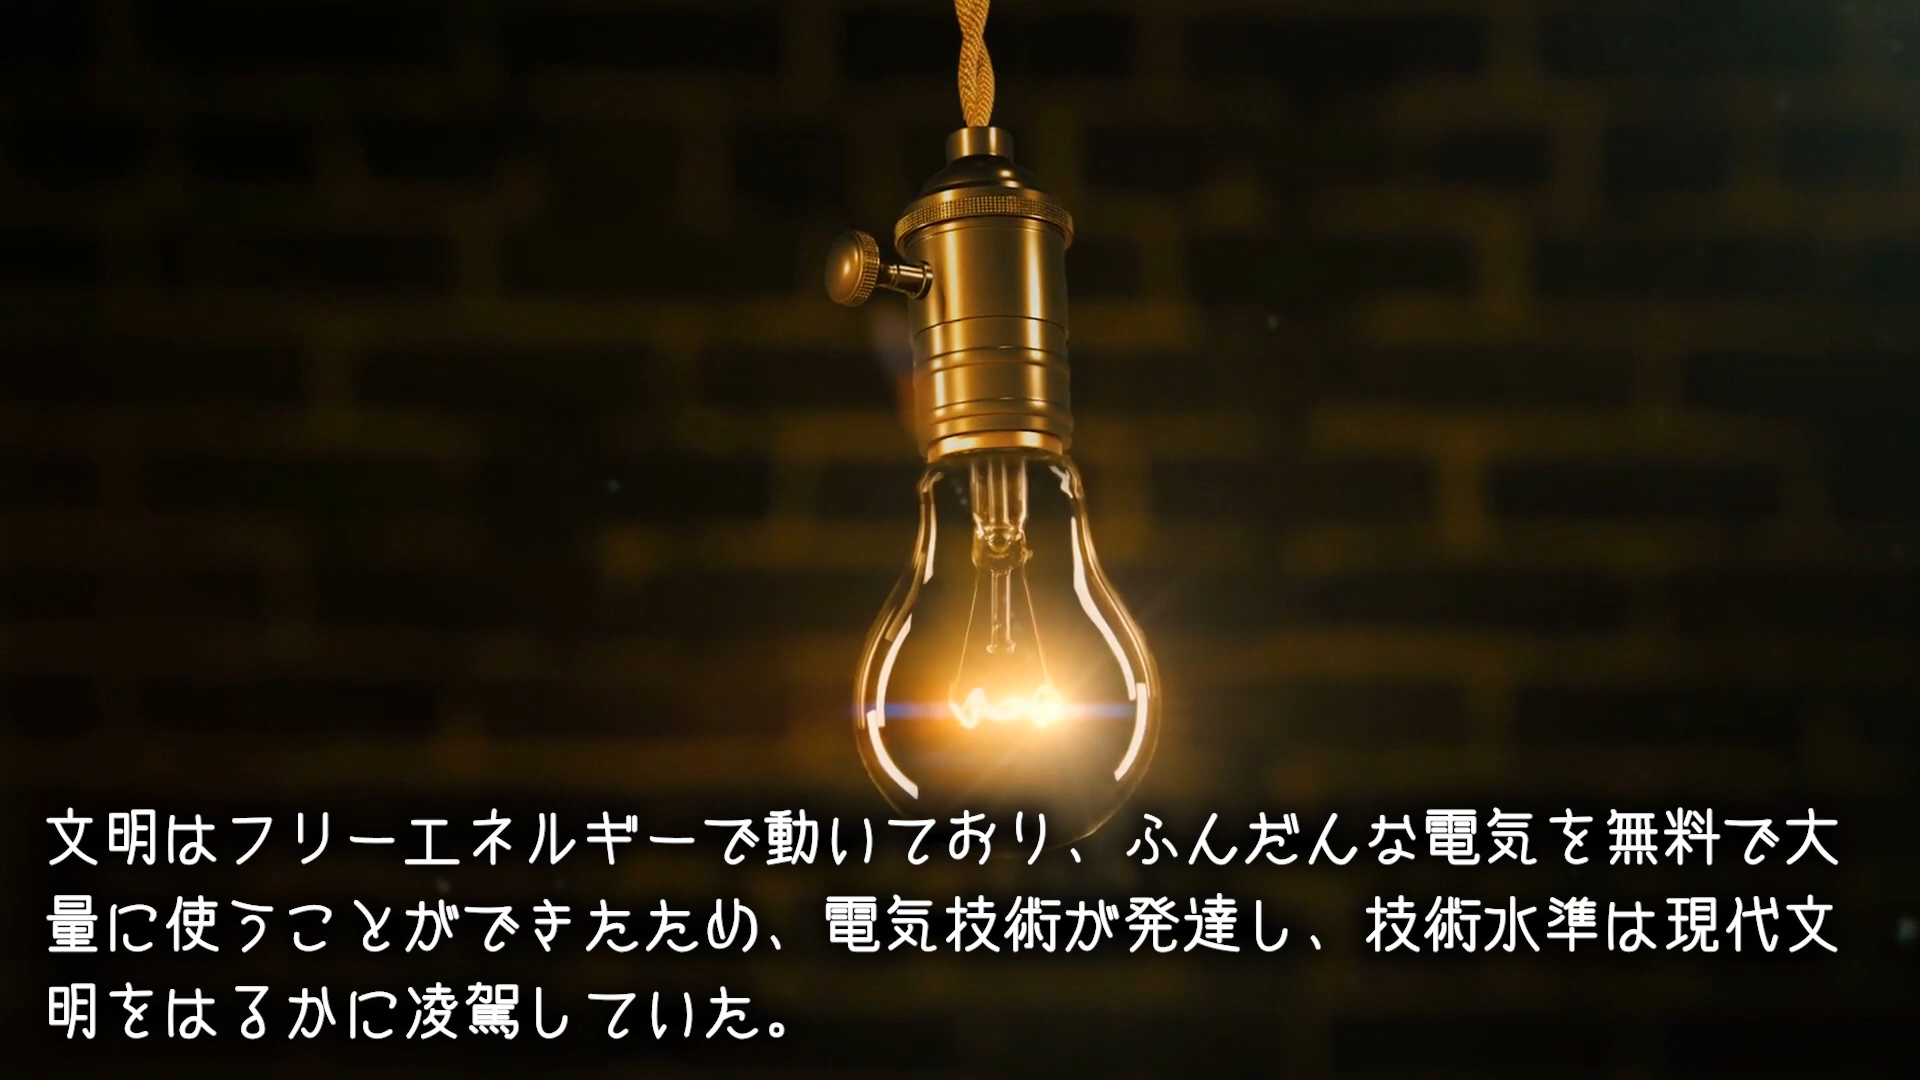 文明はフリーエネルギーで動いており、ふんだんな電気を無料で大
量に使うことができたため、電気技術が発達し、技術水準は現代文
明をはるかに凌駕していた。